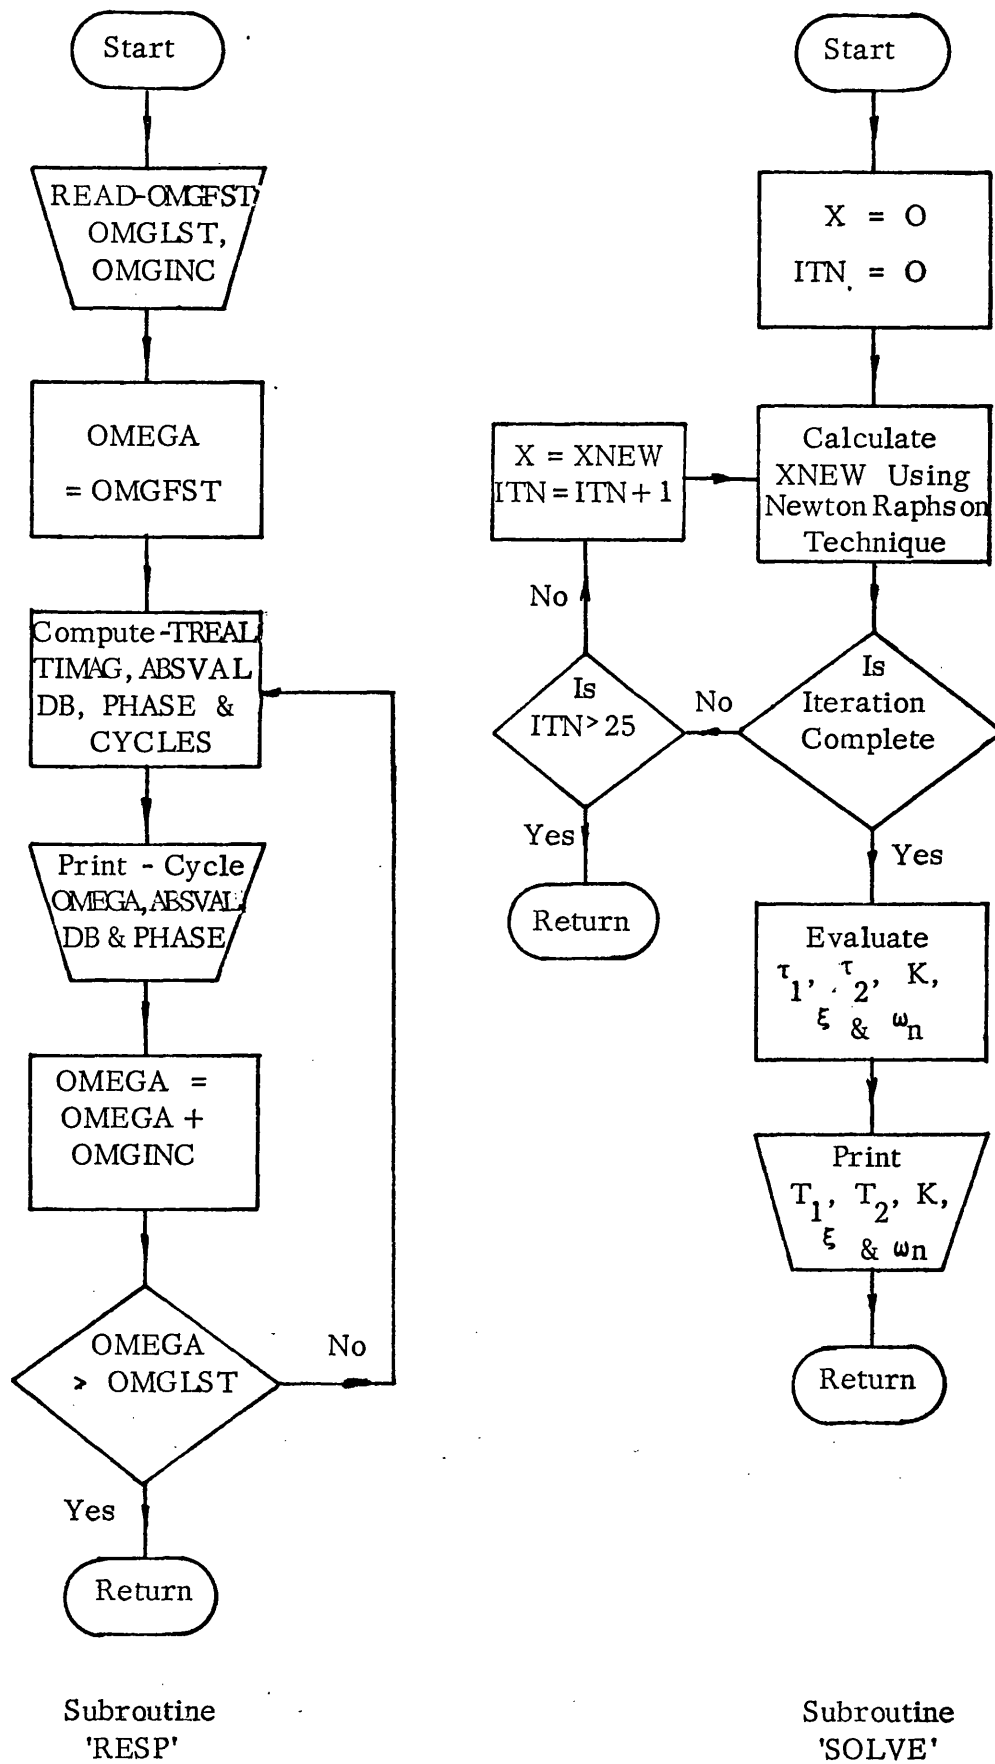 Start
READ-OMGFST,
OMGLST,
OMGINC
OMEGA
= OMGFST
Compute-TREAL
TIMAG, ABSVAL
DB, PHASE &
CYCLES
Print - Cycle
OMEGA, ABSVAL,
DB & PHASE
OMEGA =
OMEGA +
OMGINC
OMEGA
> OMGLST
No
Yes
Return
Subroutine
'RESP'
Start
X = O
ITN. = O
Calculate
XNEW Using
Newton Raphson
Technique
X = XNEW
ITN = ITN + 1
No
Is
ITN > 25
No
Is
Iteration
Complete
Yes
Return
Yes
Evaluate
τ1, τ2, K,
ξ & ωn
Print
T1, T2, K,
ξ & ωn
Return
Subroutine
'SOLVE'